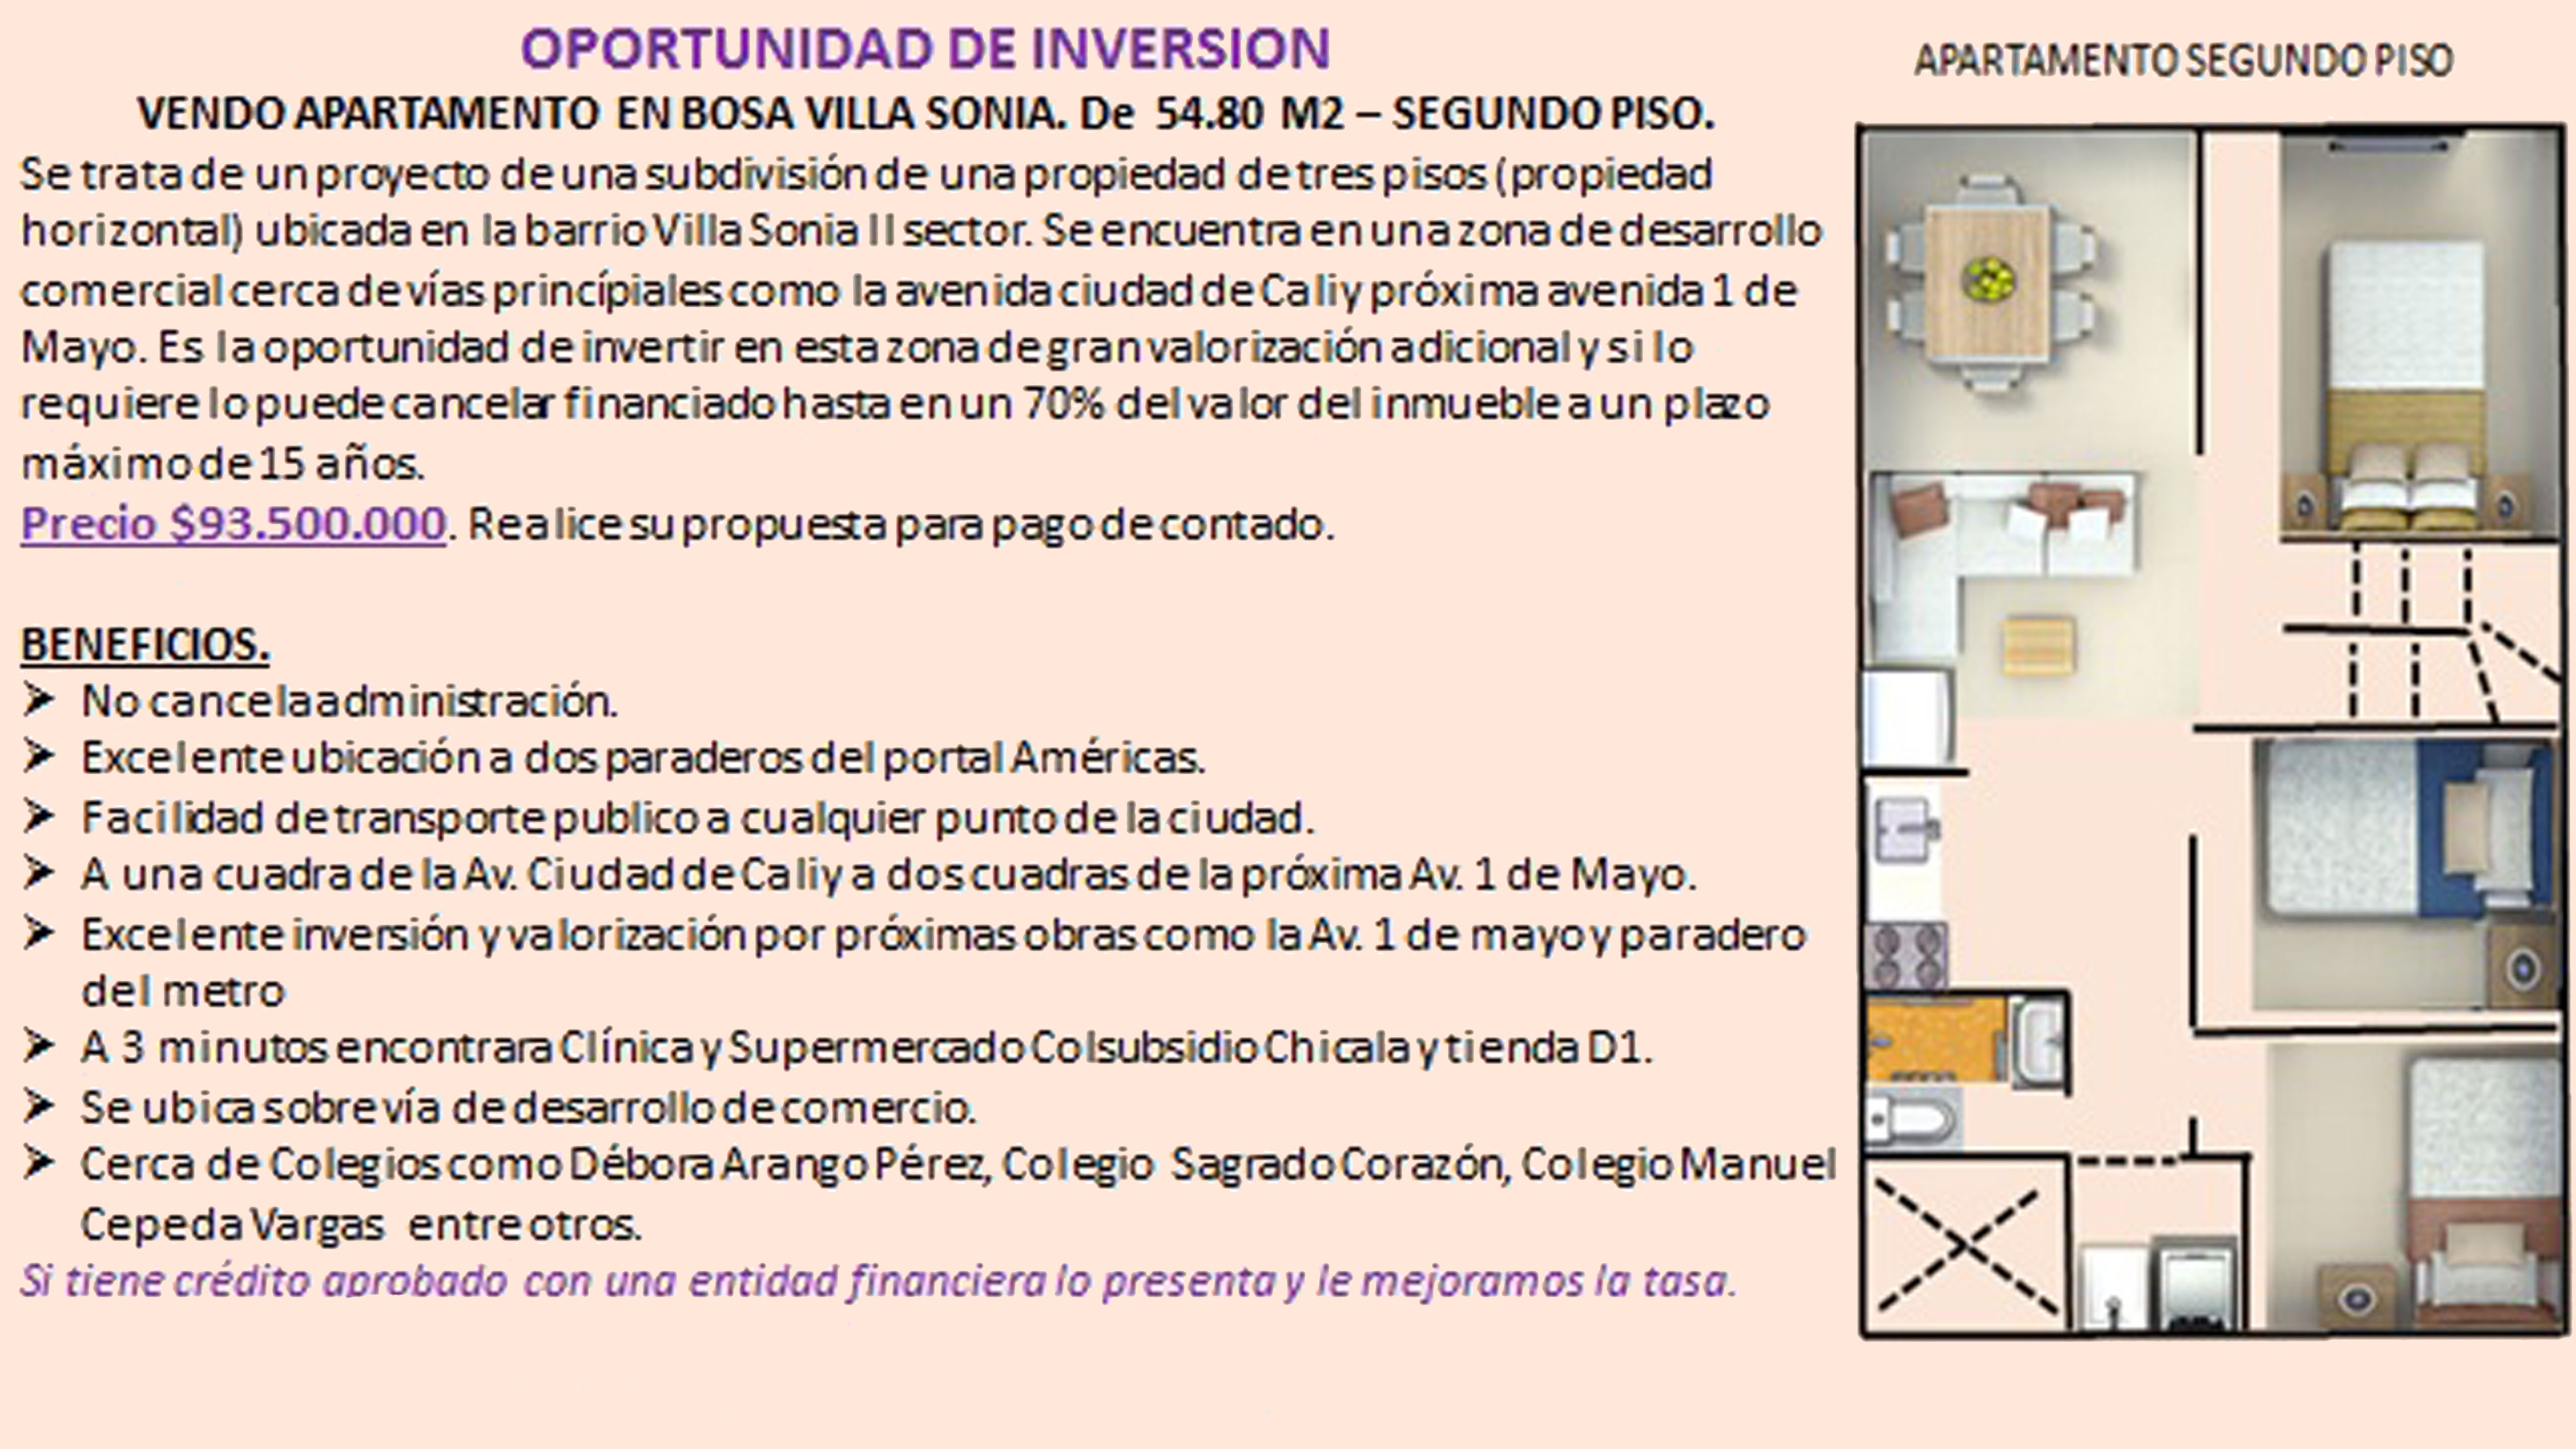 OPORTUNIDAD DE INVERSION
VENDO APARTAMENTO EN BOSA VILLA SONIA. De 54.80 M2 – SEGUNDO PISO.
Se trata de un proyecto de una subdivisión de una propiedad de tres pisos (propiedad
horizontal) ubicada en la barrio Villa Sonia II sector. Se encuentra en una zona de desarrollo
comercial cerca de vías princípiales como la avenida ciudad de Cali y próxima avenida 1 de
Mayo. Es la oportunidad de invertir en esta zona de gran valorización adicional y si lo
requiere lo puede cancelar financiado hasta en un 70% del valor del inmueble a un plazo
máximo de 15 años.
Precio $93.500.000. Realice su propuesta para pago de contado.
BENEFICIOS.
➢ No cancela administración.
➢ Excelente ubicación a dos paraderos del portal Américas.
➢ Facilidad de transporte publico a cualquier punto de la ciudad.
➢ A una cuadra de la Av. Ciudad de Cali y a dos cuadras de la próxima Av. 1 de Mayo.
➢ Excelente inversión y valorización por próximas obras como la Av. 1 de mayo y paradero
del metro
➢ A 3 minutos encontrara Clínica y Supermercado Colsubsidio Chicala y tienda D1.
➢ Se ubica sobre vía de desarrollo de comercio.
➢ Cerca de Colegios como Débora Arango Pérez, Colegio Sagrado Corazón, Colegio Manuel
Cepeda Vargas entre otros.
Si tiene crédito aprobado con una entidad financiera lo presenta y le mejoramos la tasa.
APARTAMENTO SEGUNDO PISO